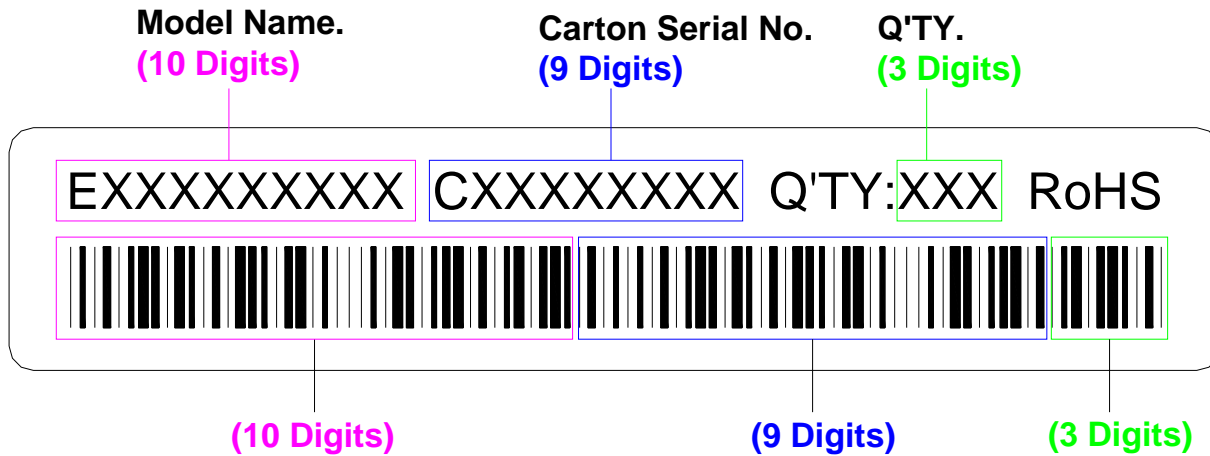 Model Name. Carton Serial No. Q'TY.
(10 Digits) (9 Digits) (3 Digits)
EXXXXXXXXX CXXXXXXXX Q'TY:XXX RoHS
(10 Digits) (9 Digits) (3 Digits)